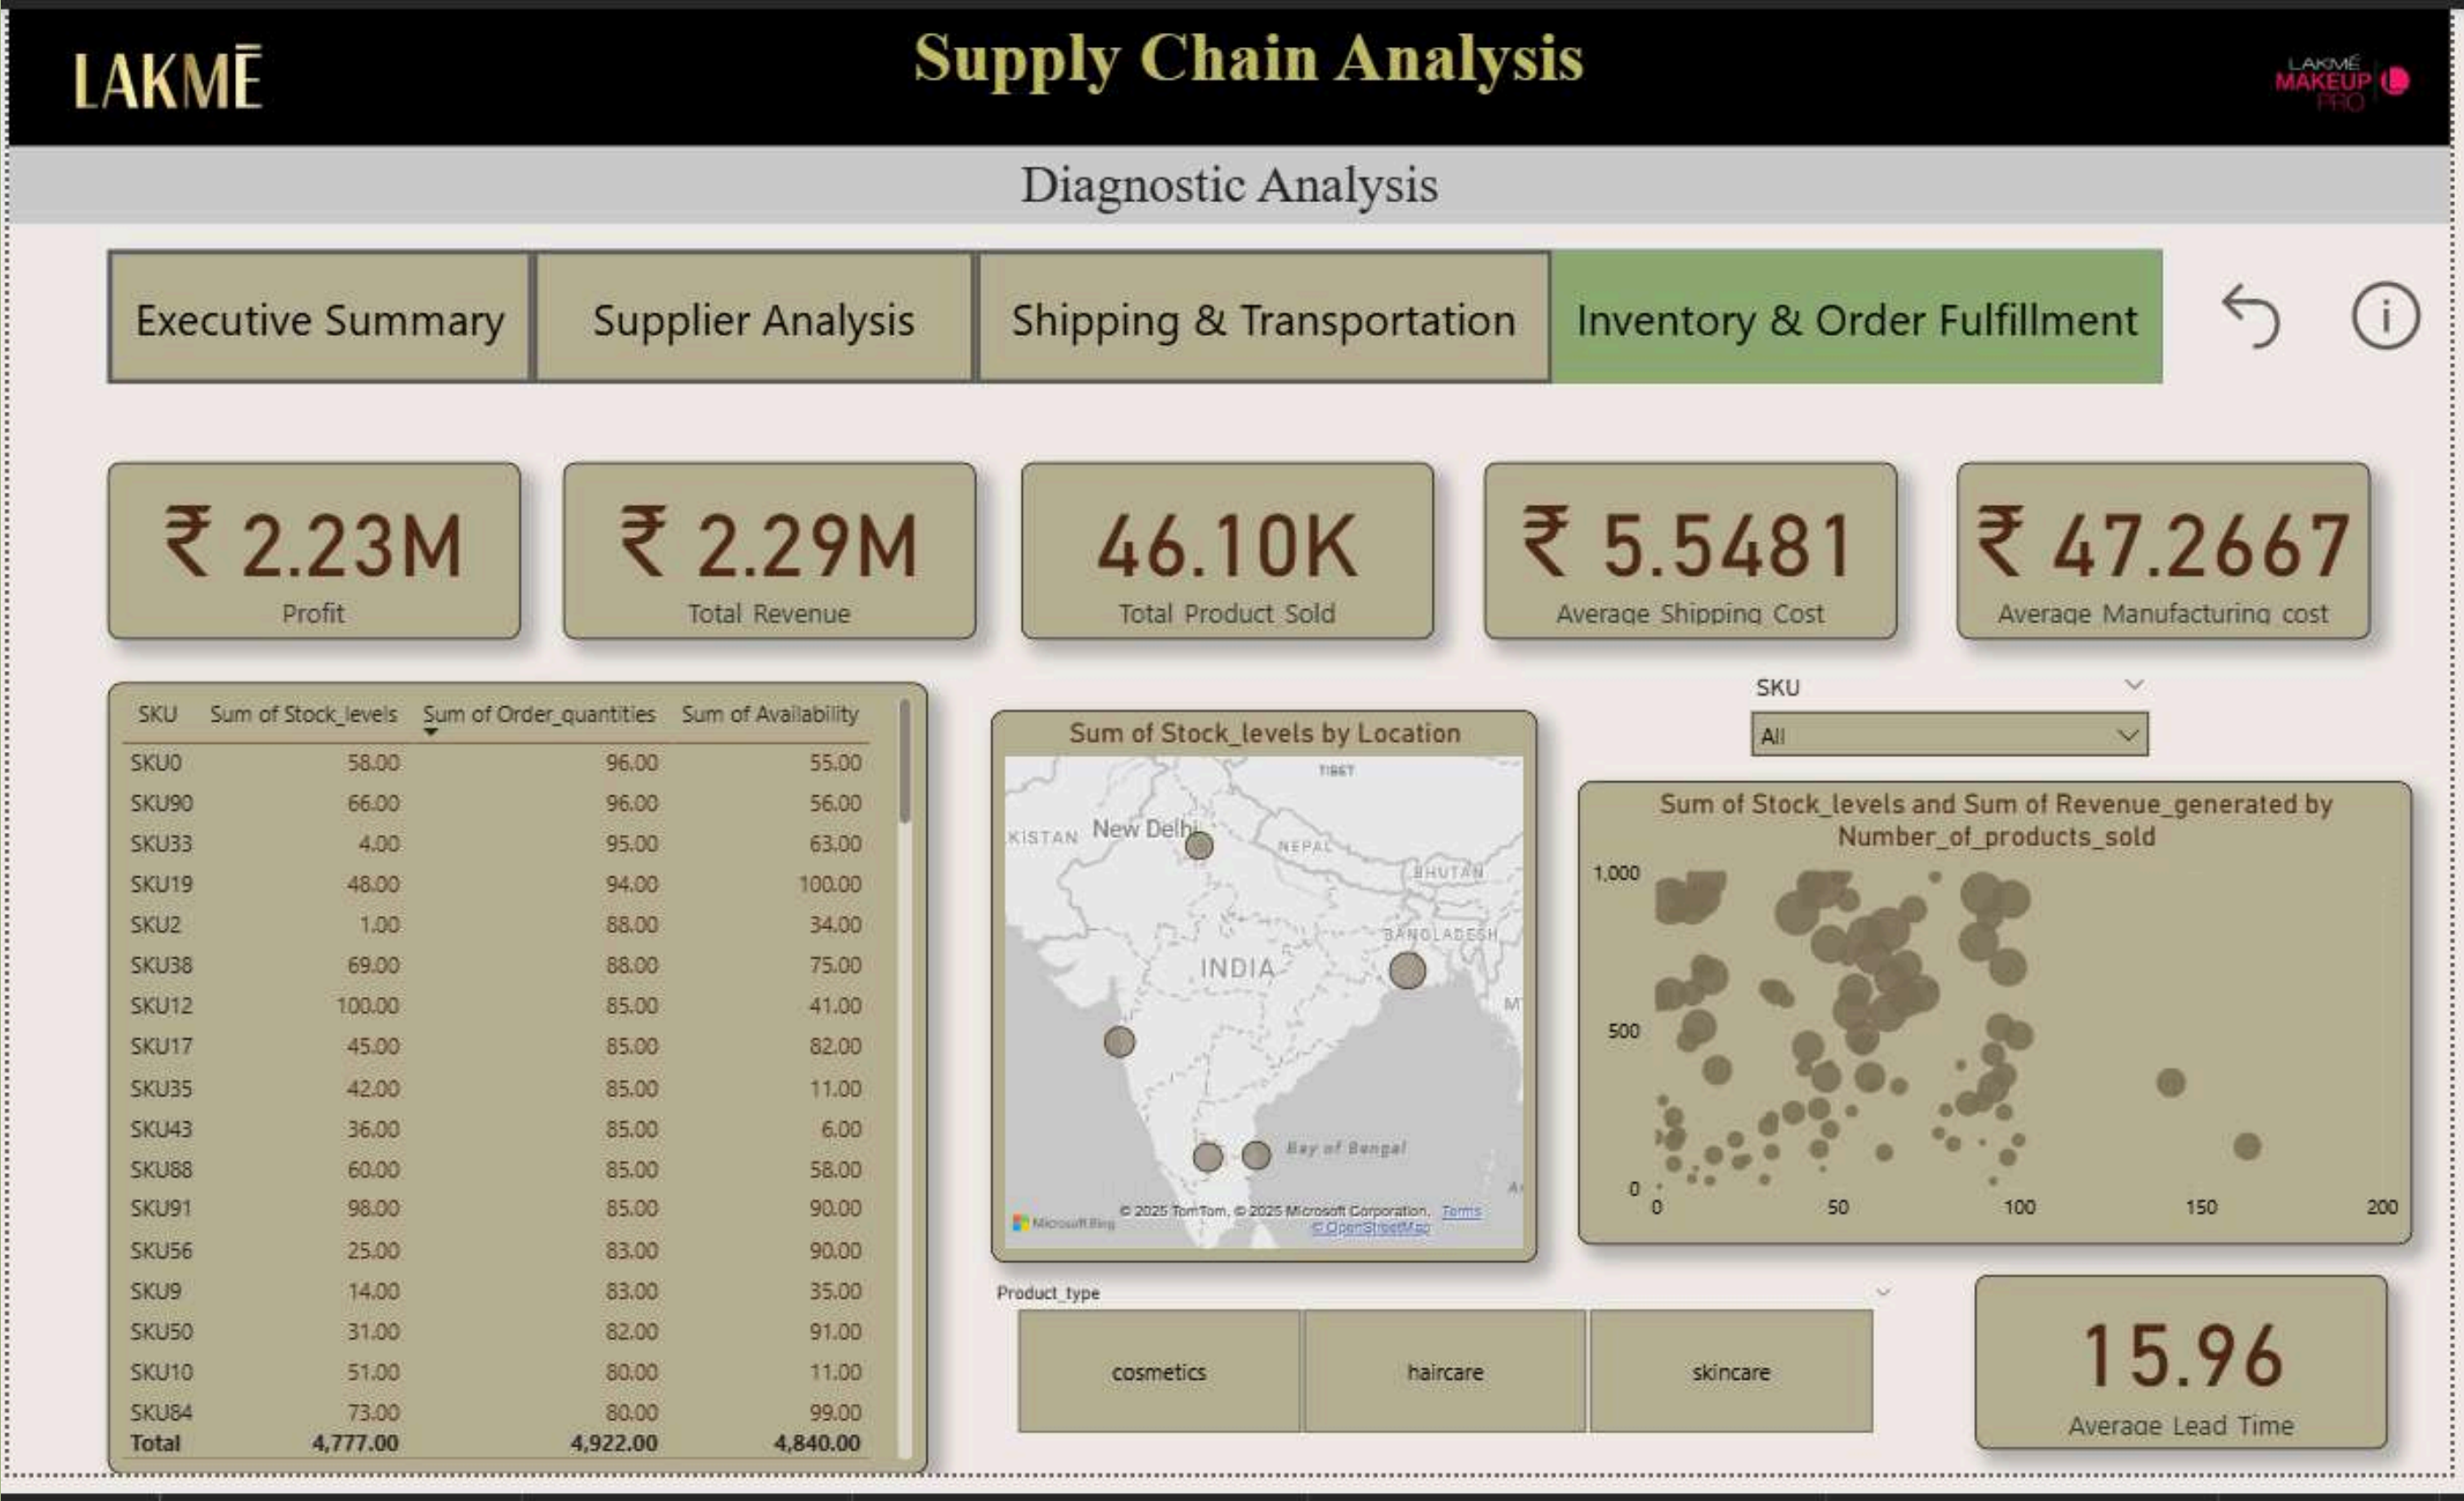 LAKMĒ
Supply Chain Analysis
LAKMÉ
MAKEUP
PRO
Diagnostic Analysis
Executive Summary
Supplier Analysis
Shipping & Transportation
Inventory & Order Fulfillment
₹ 2.23M
Profit
₹ 2.29M
Total Revenue
46.10K
Total Product Sold
₹ 5.5481
Average Shipping Cost
₹ 47.2667
Average Manufacturing cost
SKU Sum of Stock_levels Sum of Order_quantities Sum of Availability
SKU0 58.00 96.00 55.00
SKU90 66.00 96.00 56.00
SKU33 4.00 95.00 63.00
SKU19 48.00 94.00 100.00
SKU2 1.00 88.00 34.00
SKU38 69.00 88.00 75.00
SKU12 100.00 85.00 41.00
SKU17 45.00 85.00 82.00
SKU35 42.00 85.00 11.00
SKU43 36.00 85.00 6.00
SKU88 60.00 85.00 58.00
SKU91 98.00 85.00 90.00
SKU56 25.00 83.00 90.00
SKU9 14.00 83.00 35.00
SKU50 31.00 82.00 91.00
SKU10 51.00 80.00 11.00
SKU84 73.00 80.00 99.00
Total 4,777.00 4,922.00 4,840.00
Sum of Stock_levels by Location
TIBET
KISTAN
New Delhi
NEPAL
BHUTAN
BANGLADESH
INDIA
M
Bay of Bengal
A
© 2025 TomTom, © 2025 Microsoft Corporation, Terms
Microsoft Bing
© OpenStreetMap
SKU
All
Sum of Stock_levels and Sum of Revenue_generated by
Number_of_products_sold
1,000
500
0
0 50 100 150 200
Product_type
cosmetics
haircare
skincare
15.96
Average Lead Time